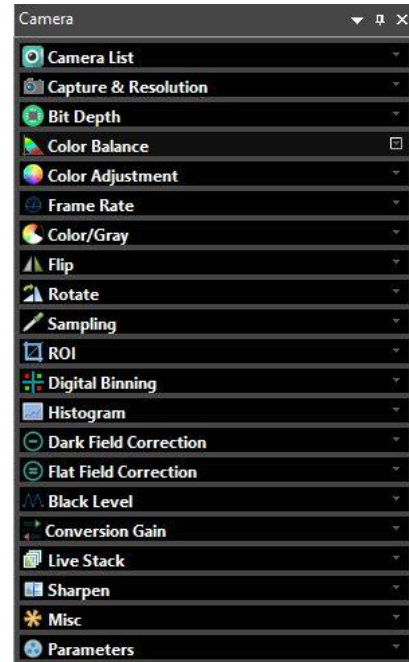 Camera
Camera List
Capture & Resolution
Bit Depth
Color Balance
Color Adjustment
Frame Rate
Color/Gray
Flip
Rotate
Sampling
ROI
Digital Binning
Histogram
Dark Field Correction
Flat Field Correction
Black Level
Conversion Gain
Live Stack
Sharpen
Misc
Parameters